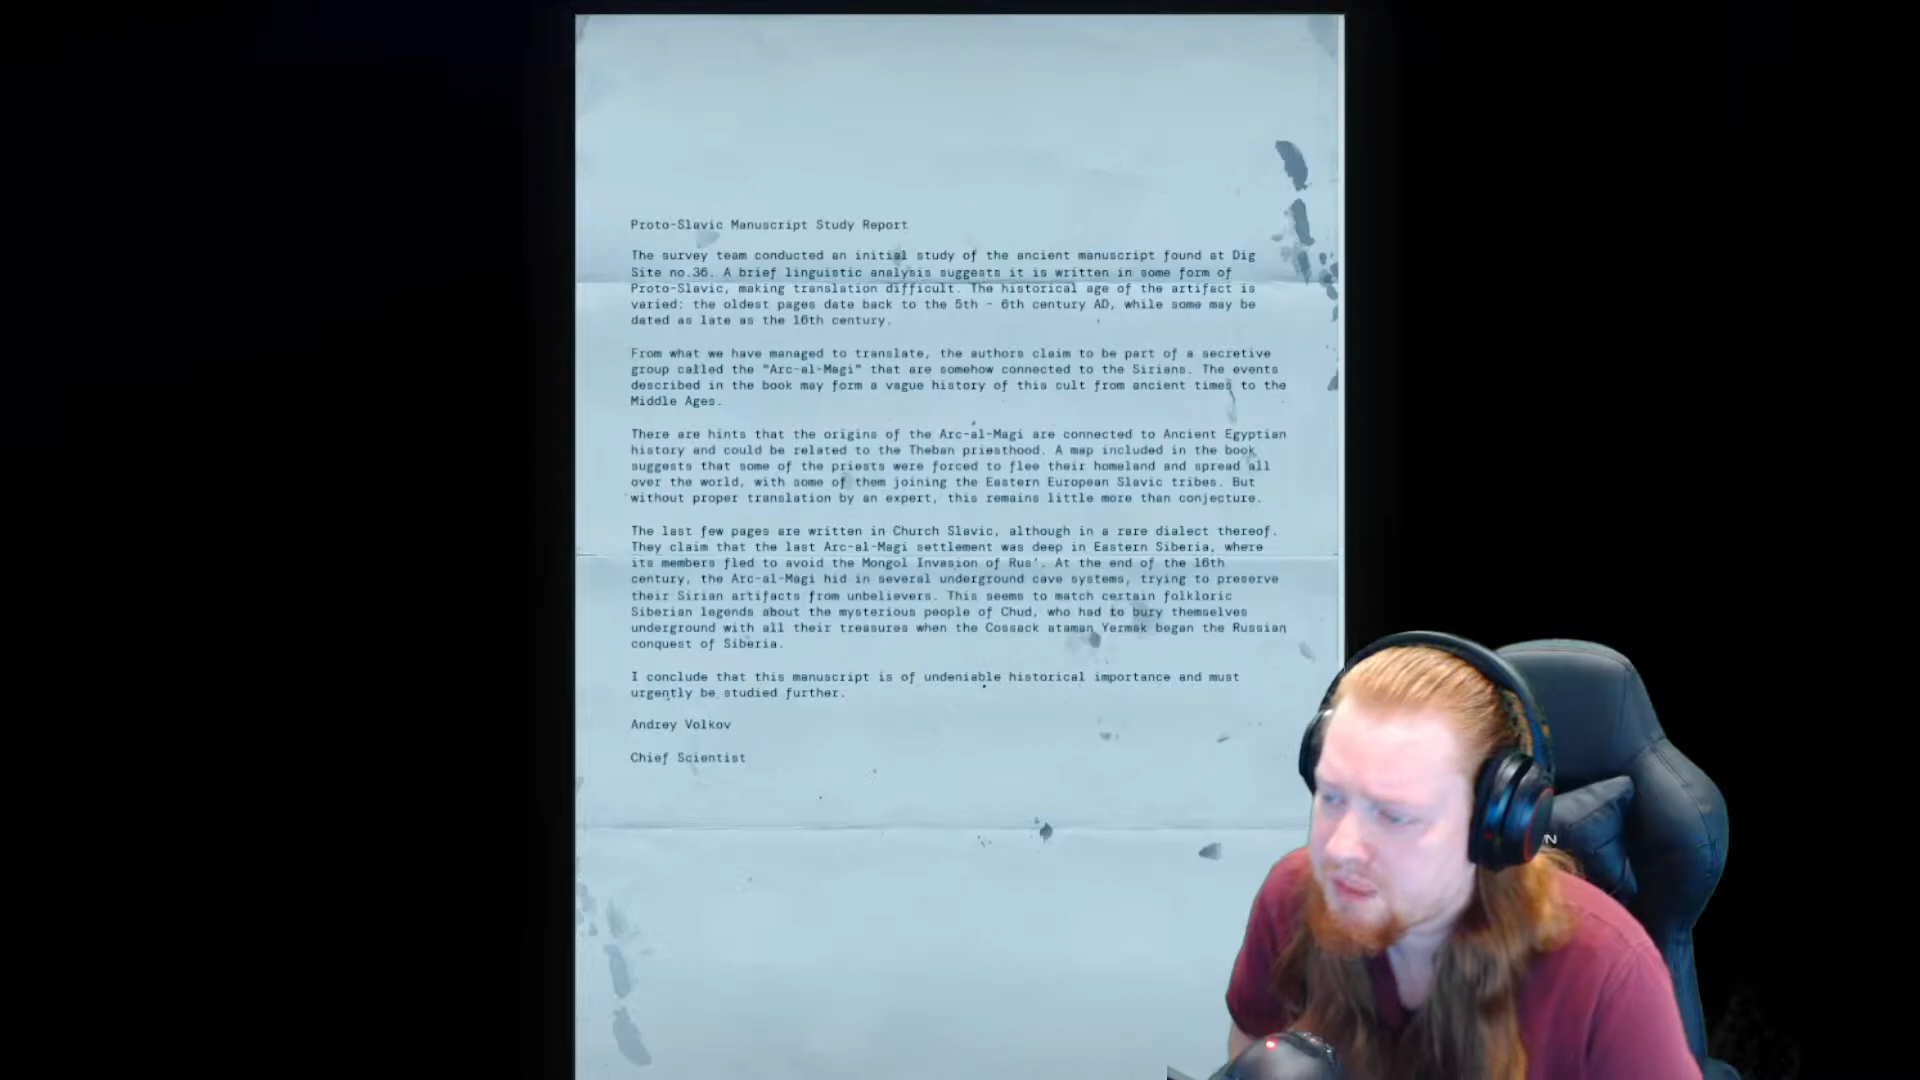 Proto-Slavic Manuscript Study Report
The survey team conducted an initial study of the ancient manuscript found at Dig
Site no.36. A brief linguistic analysis suggests it is written in some form of
Proto-Slavic, making translation difficult. The historical age of the artifact is
varied: the oldest pages date back to the 5th - 6th century AD, while some may be
dated as late as the 16th century.
From what we have managed to translate, the authors claim to be part of a secretive
group called the "Arc-al-Magi" that are somehow connected to the Sirians. The events
described in the book may form a vague history of this cult from ancient times to the
Middle Ages.
There are hints that the origins of the Arc-al-Magi are connected to Ancient Egyptian
history and could be related to the Theban priesthood. A map included in the book
suggests that some of the priests were forced to flee their homeland and spread all
over the world, with some of them joining the Eastern European Slavic tribes. But
without proper translation by an expert, this remains little more than conjecture.
The last few pages are written in Church Slavic, although in a rare dialect thereof.
They claim that the last Arc-al-Magi settlement was deep in Eastern Siberia, where
its members fled to avoid the Mongol Invasion of Rus'. At the end of the 16th
century, the Arc-al-Magi hid in several underground cave systems, trying to preserve
their Sirian artifacts from unbelievers. This seems to match certain folkloric
Siberian legends about the mysterious people of Chud, who had to bury themselves
underground with all their treasures when the Cossack ataman Yermak began the Russian
conquest of Siberia.
I conclude that this manuscript is of undeniable historical importance and must
urgently be studied further.
Andrey Volkov
Chief Scientist
N